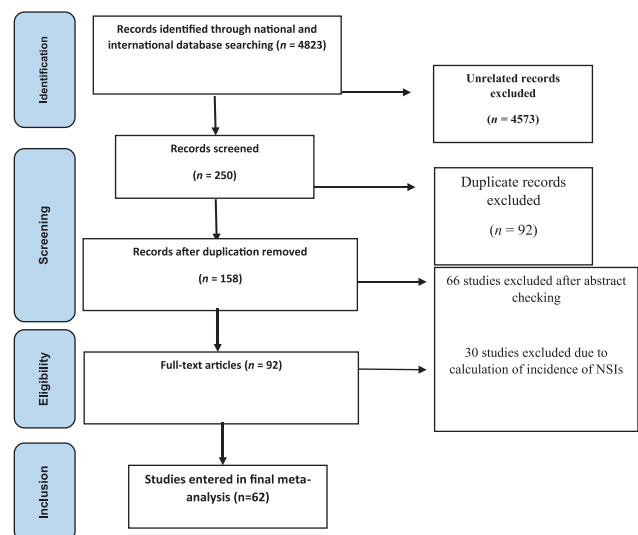 Identification
Records identified through national and
international database searching (n = 4823)
Unrelated records
excluded
(n = 4573)
Screening
Records screened
(n = 250)
Duplicate records
excluded
(n = 92)
Records after duplication removed
(n = 158)
66 studies excluded after abstract
checking
Eligibility
Full-text articles (n = 92)
30 studies excluded due to
calculation of incidence of NSIs
Inclusion
Studies entered in final meta-
analysis (n=62)